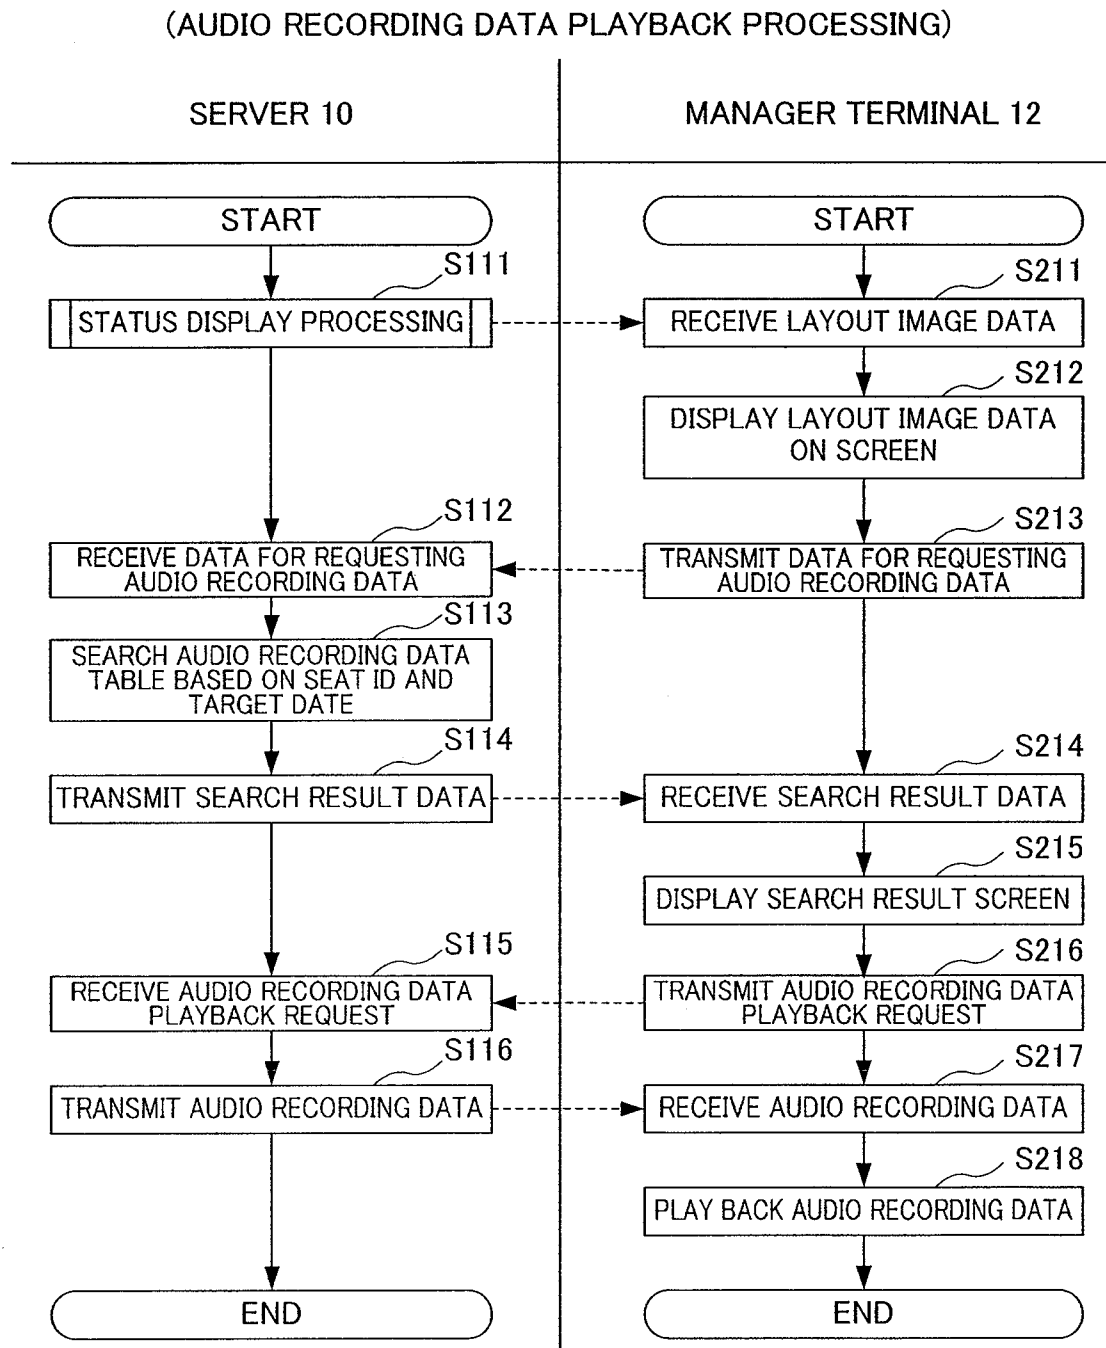 (AUDIO RECORDING DATA PLAYBACK PROCESSING)
SERVER 10
MANAGER TERMINAL 12
START
START
S111
STATUS DISPLAY PROCESSING
S211
RECEIVE LAYOUT IMAGE DATA
S212
DISPLAY LAYOUT IMAGE DATA
ON SCREEN
S112
RECEIVE DATA FOR REQUESTING
AUDIO RECORDING DATA
S213
TRANSMIT DATA FOR REQUESTING
AUDIO RECORDING DATA
S113
SEARCH AUDIO RECORDING DATA
TABLE BASED ON SEAT ID AND
TARGET DATE
S114
TRANSMIT SEARCH RESULT DATA
S214
RECEIVE SEARCH RESULT DATA
S215
DISPLAY SEARCH RESULT SCREEN
S115
RECEIVE AUDIO RECORDING DATA
PLAYBACK REQUEST
S216
TRANSMIT AUDIO RECORDING DATA
PLAYBACK REQUEST
S116
TRANSMIT AUDIO RECORDING DATA
S217
RECEIVE AUDIO RECORDING DATA
S218
PLAY BACK AUDIO RECORDING DATA
END
END